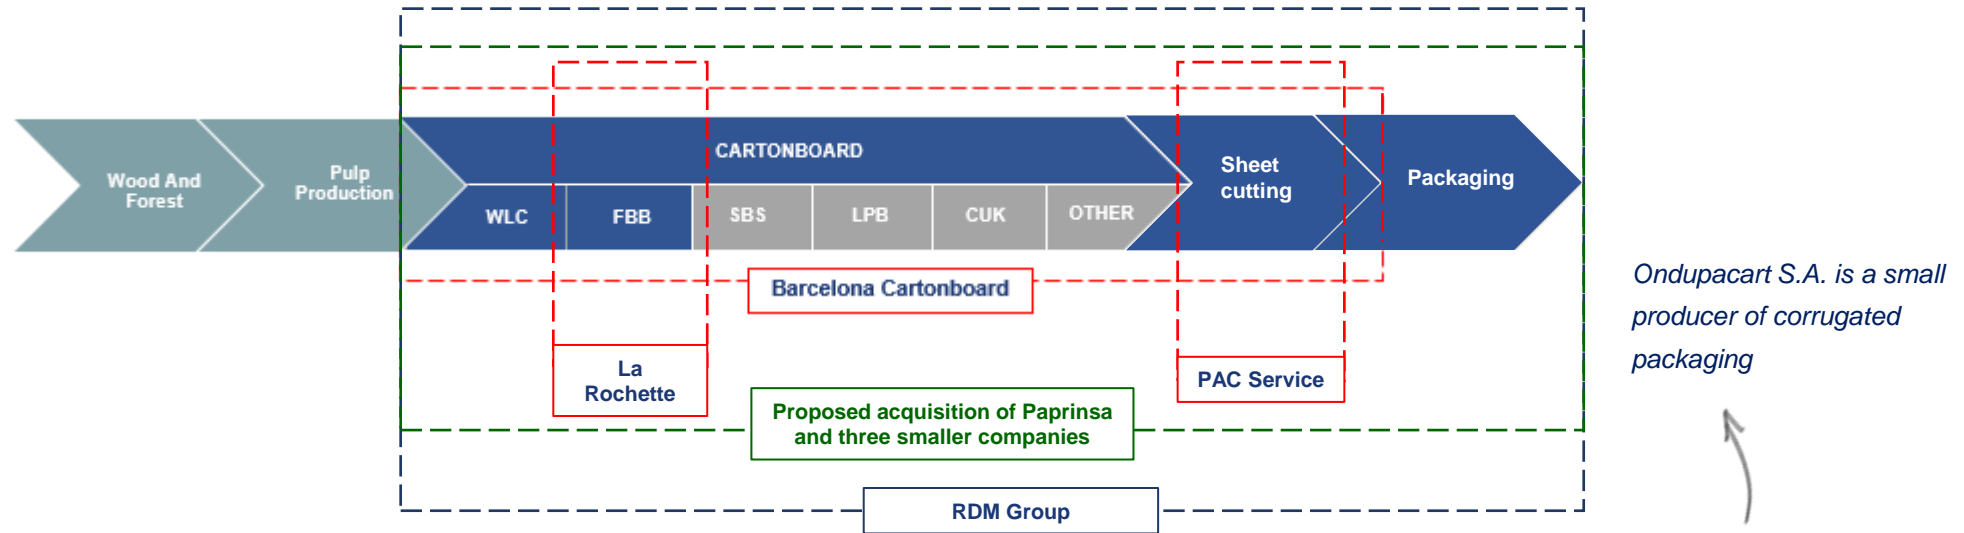 Wood And
Forest
Pulp
Production
CARTONBOARD
WLC
FBB
SBS
LPB
CUK
OTHER
Sheet
cutting
Packaging
Barcelona Cartonboard
La
Rochette
PAC Service
Proposed acquisition of Paprinsa
and three smaller companies
RDM Group
Ondupacart S.A. is a small
producer of corrugated
packaging